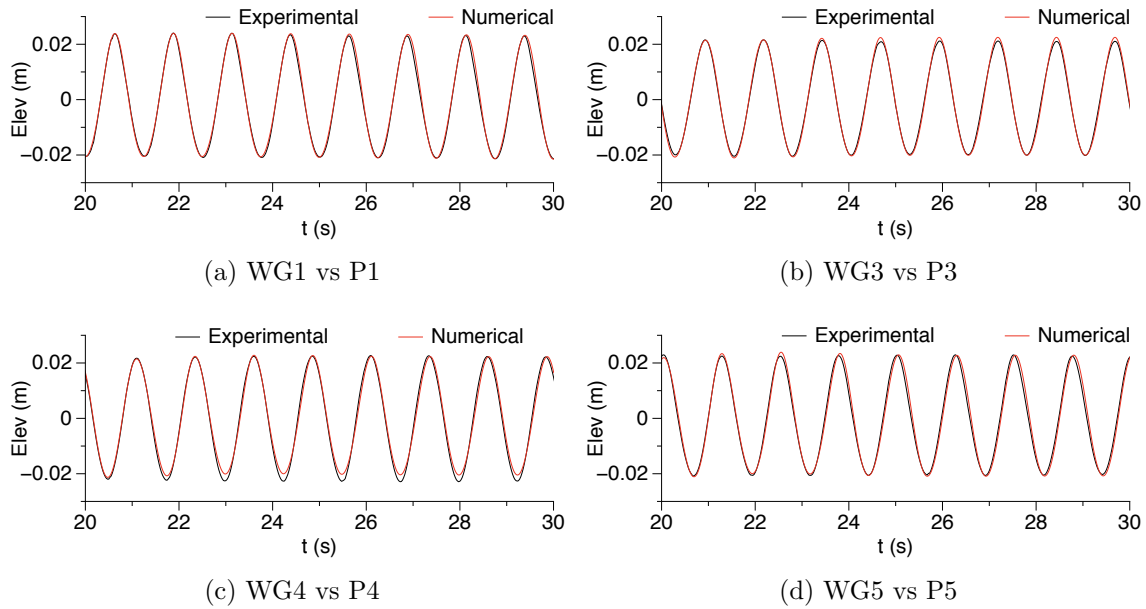 Experimental Numerical
0.02
0
−0.02
Elev (m)
20 22 24 26 28 30
t (s)
(a) WG1 vs P1
Experimental Numerical
0.02
0
−0.02
Elev (m)
20 22 24 26 28 30
t (s)
(b) WG3 vs P3
Experimental Numerical
0.02
0
−0.02
Elev (m)
20 22 24 26 28 30
t (s)
(c) WG4 vs P4
Experimental Numerical
0.02
0
−0.02
Elev (m)
20 22 24 26 28 30
t (s)
(d) WG5 vs P5